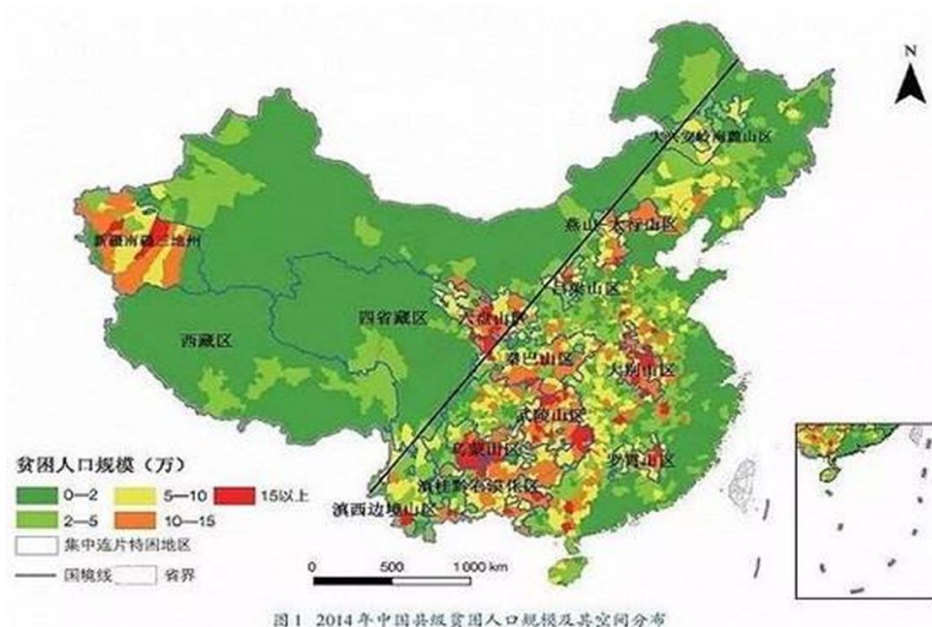 N
大兴安岭南麓山区
燕山—太行山区
新疆南疆三地州
吕梁山区
西藏区
四省藏区
六盘山区
秦巴山区
大别山区
武陵山区
乌蒙山区
罗霄山区
滇桂黔石漠化区
滇西边境山区
贫困人口规模（万）
0—2
5—10
15以上
2—5
10—15
集中连片特困地区
国境线
省界
0
500
1 000 km
图1 2014年中国县级贫困人口规模及其空间分布